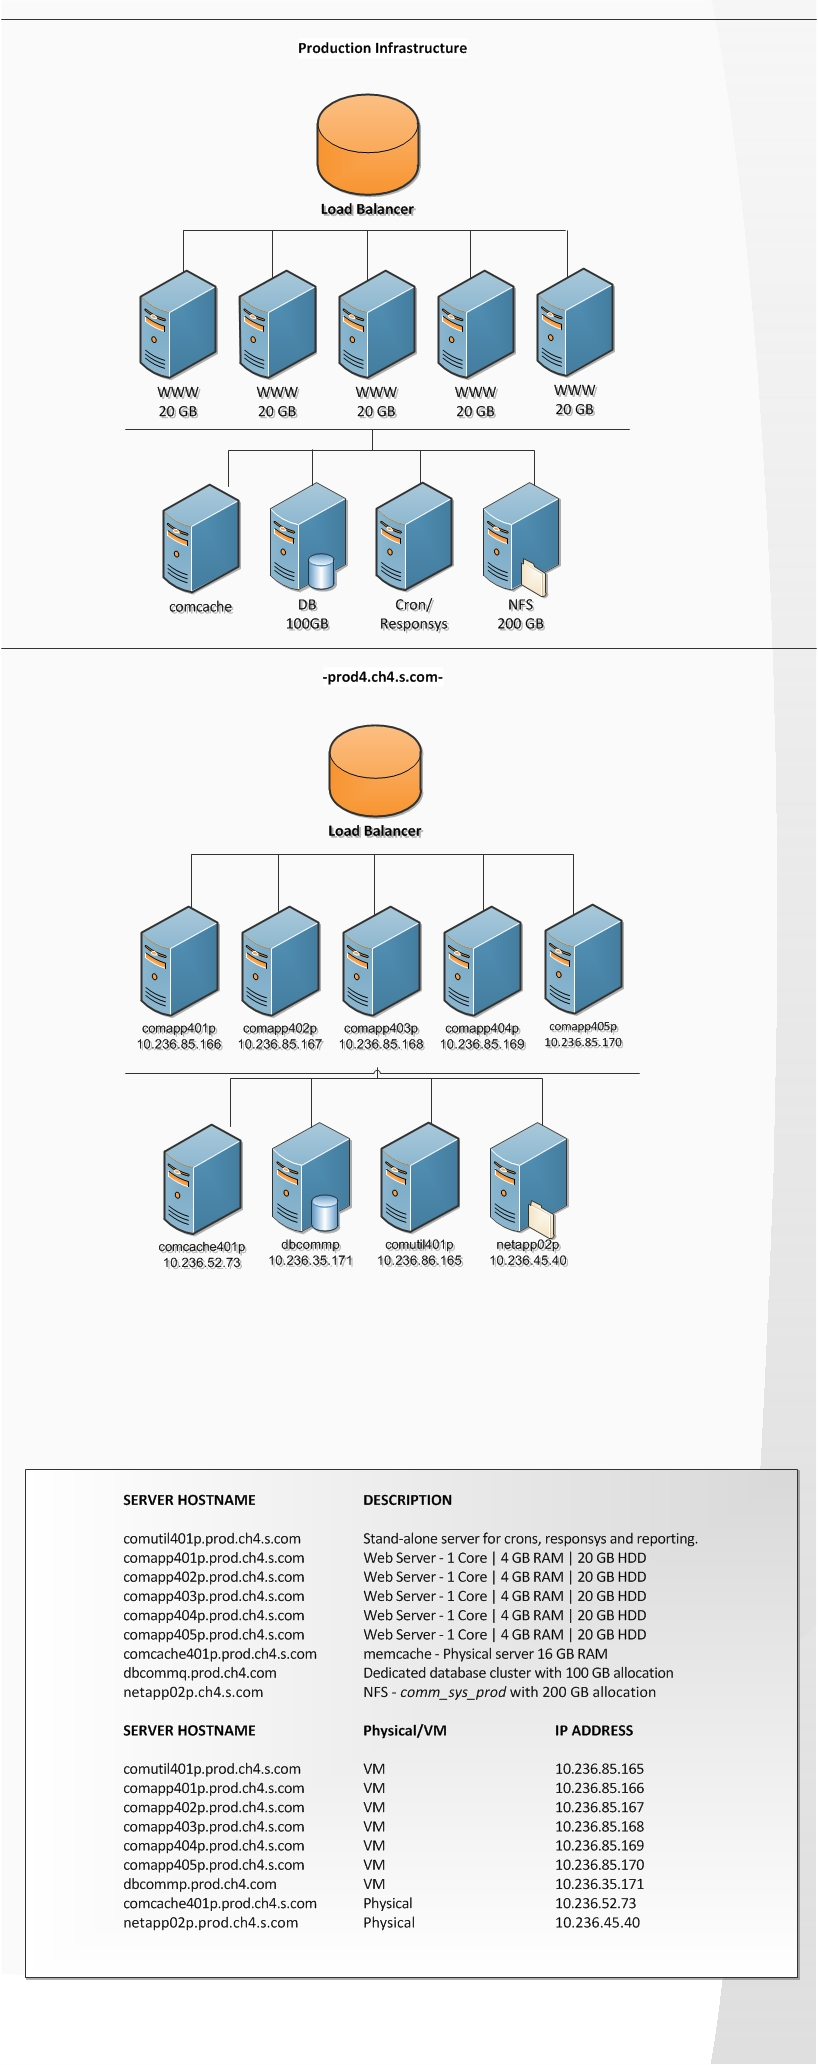 Production Infrastructure
Load Balancer
WWW WWW WWW WWW WWW
20 GB 20 GB 20 GB 20 GB 20 GB
comcache DB Cron/ NFS
100GB Responsys 200 GB
-prod4.ch4.s.com-
Load Balancer
comapp401p comapp402p comapp403p comapp404p comapp405p
10.236.85.166 10.236.85.167 10.236.85.168 10.236.85.169 10.236.85.170
comcache401p dbcommp comutil401p netapp02p
10.236.52.73 10.236.35.171 10.236.86.165 10.236.45.40
SERVER HOSTNAME DESCRIPTION
comutil401p.prod.ch4.s.com Stand-alone server for crons, responsys and reporting.
comapp401p.prod.ch4.s.com Web Server - 1 Core | 4 GB RAM | 20 GB HDD
comapp402p.prod.ch4.s.com Web Server - 1 Core | 4 GB RAM | 20 GB HDD
comapp403p.prod.ch4.s.com Web Server - 1 Core | 4 GB RAM | 20 GB HDD
comapp404p.prod.ch4.s.com Web Server - 1 Core | 4 GB RAM | 20 GB HDD
comapp405p.prod.ch4.s.com Web Server - 1 Core | 4 GB RAM | 20 GB HDD
comcache401p.prod.ch4.s.com memcache - Physical server 16 GB RAM
dbcommq.prod.ch4.com Dedicated database cluster with 100 GB allocation
netapp02p.ch4.s.com NFS - comm_sys_prod with 200 GB allocation
SERVER HOSTNAME Physical/VM IP ADDRESS
comutil401p.prod.ch4.s.com VM 10.236.85.165
comapp401p.prod.ch4.s.com VM 10.236.85.166
comapp402p.prod.ch4.s.com VM 10.236.85.167
comapp403p.prod.ch4.s.com VM 10.236.85.168
comapp404p.prod.ch4.s.com VM 10.236.85.169
comapp405p.prod.ch4.s.com VM 10.236.85.170
dbcommp.prod.ch4.com VM 10.236.35.171
comcache401p.prod.ch4.s.com Physical 10.236.52.73
netapp02p.prod.ch4.s.com Physical 10.236.45.40